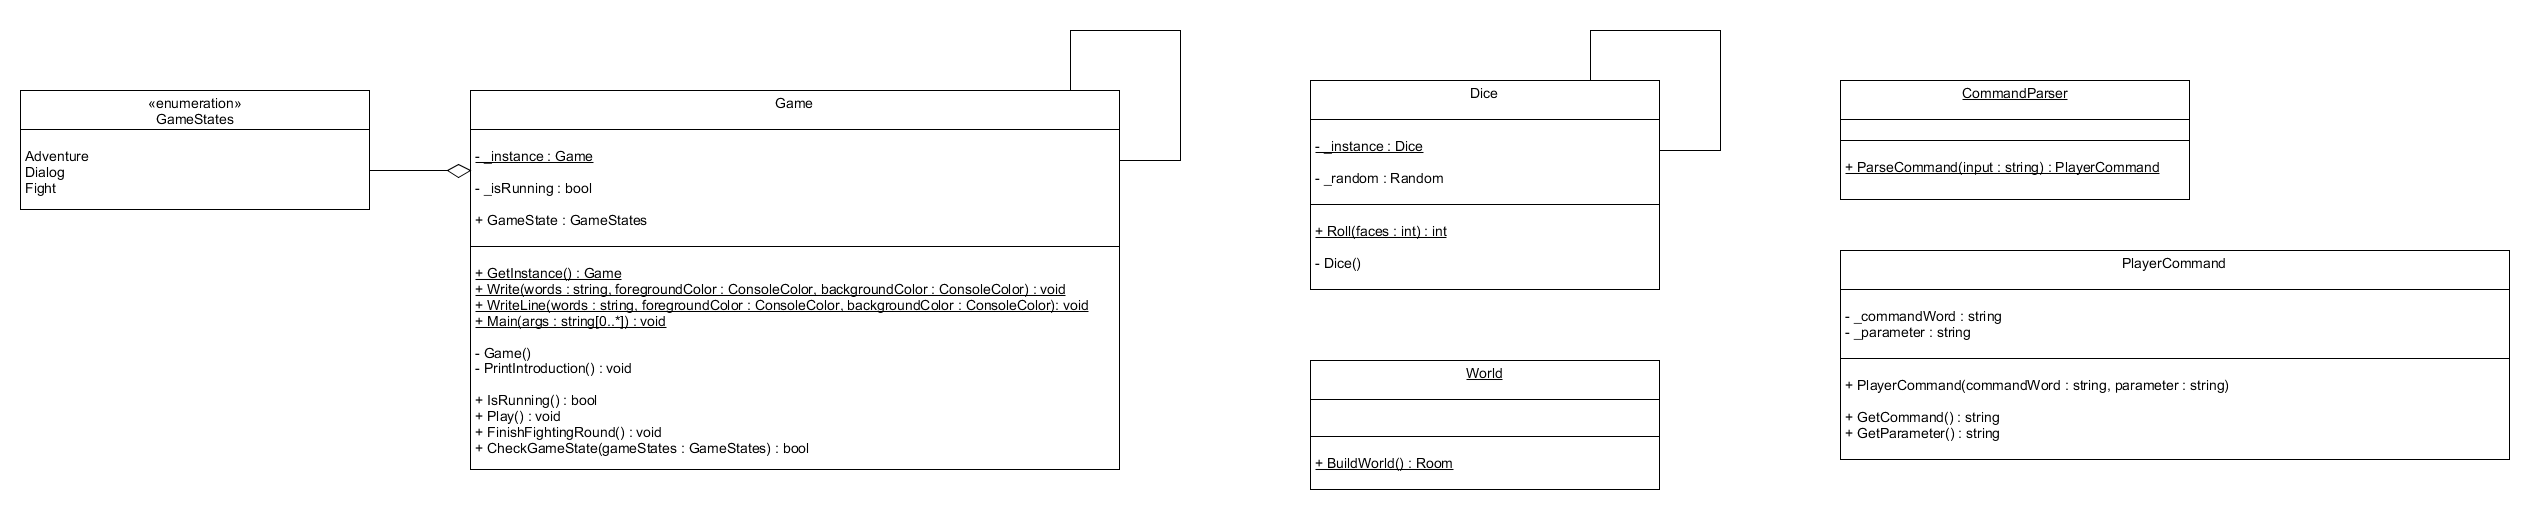 «enumeration»
GameStates
Adventure
Dialog
Fight
Game
- _instance : Game
- _isRunning : bool
+ GameState : GameStates
+ GetInstance() : Game
+ Write(words : string, foregroundColor : ConsoleColor, backgroundColor : ConsoleColor) : void
+ WriteLine(words : string, foregroundColor : ConsoleColor, backgroundColor : ConsoleColor): void
+ Main(args : string[0..*]) : void
- Game()
- PrintIntroduction() : void
+ IsRunning() : bool
+ Play() : void
+ FinishFightingRound() : void
+ CheckGameState(gameStates : GameStates) : bool
Dice
- _instance : Dice
- _random : Random
+ Roll(faces : int) : int
- Dice()
World
+ BuildWorld() : Room
CommandParser
+ ParseCommand(input : string) : PlayerCommand
PlayerCommand
- _commandWord : string
- _parameter : string
+ PlayerCommand(commandWord : string, parameter : string)
+ GetCommand() : string
+ GetParameter() : string